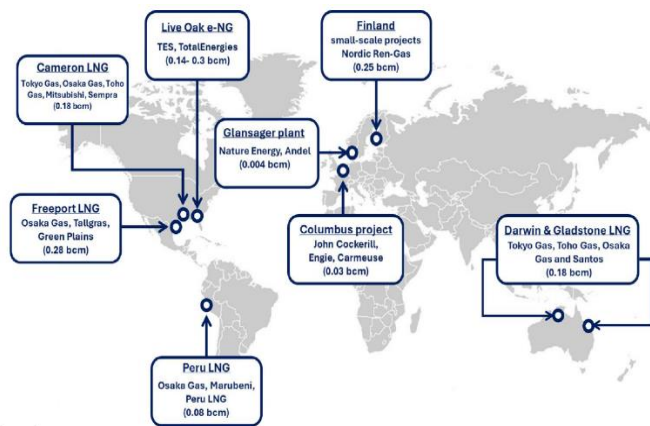 Live Oak e-NG
TES, TotalEnergies
(0.14- 0.3 bcm)
Finland
small-scale projects
Nordic Ren-Gas
(0.25 bcm)
Cameron LNG
Tokyo Gas, Osaka Gas, Toho
Gas, Mitsubishi, Sempra
(0.18 bcm)
Glansager plant
Nature Energy, Andel
(0.004 bcm)
Freeport LNG
Osaka Gas, Tallgras,
Green Plains
(0.28 bcm)
Columbus project
John Cockerill,
Engie, Carmeuse
(0.03 bcm)
Darwin & Gladstone LNG
Tokyo Gas, Toho Gas, Osaka
Gas and Santos
(0.18 bcm)
Peru LNG
Osaka Gas, Marubeni,
Peru LNG
(0.08 bcm)